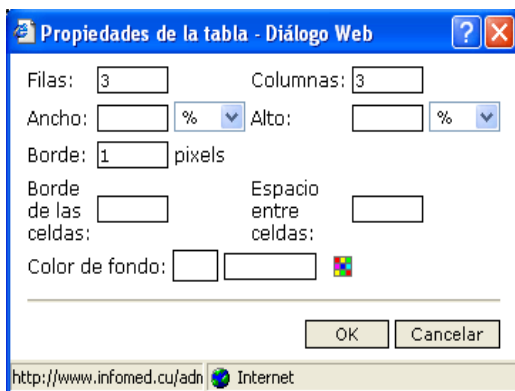 Propiedades de la tabla - Diálogo Web
Filas: 3 Columnas: 3
Ancho: % Alto: %
Borde: 1 pixels
Borde de las celdas: Espacio entre celdas:
Color de fondo:
OK Cancelar
http://www.infomed.cu/adn Internet